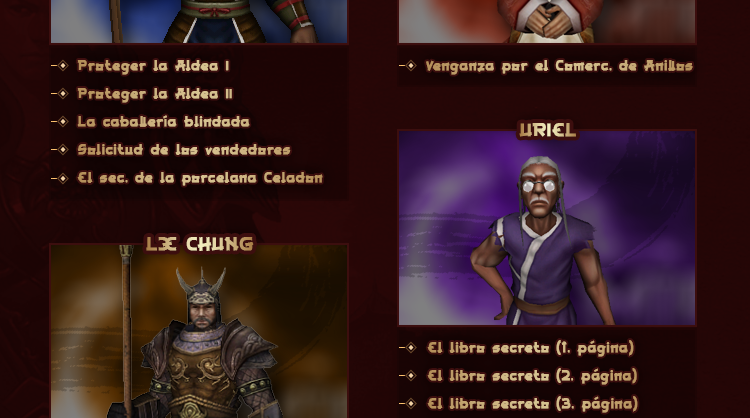 Proteger la Aldea I
Proteger la Aldea II
La caballería blindada
Solicitud de los vendedores
El sec. de la porcelana Celadon
LEE CHUNG
Venganza por el Comerc. de Anillos
URIEL
El libro secreto (1. página)
El libro secreto (2. página)
El libro secreto (3. página)